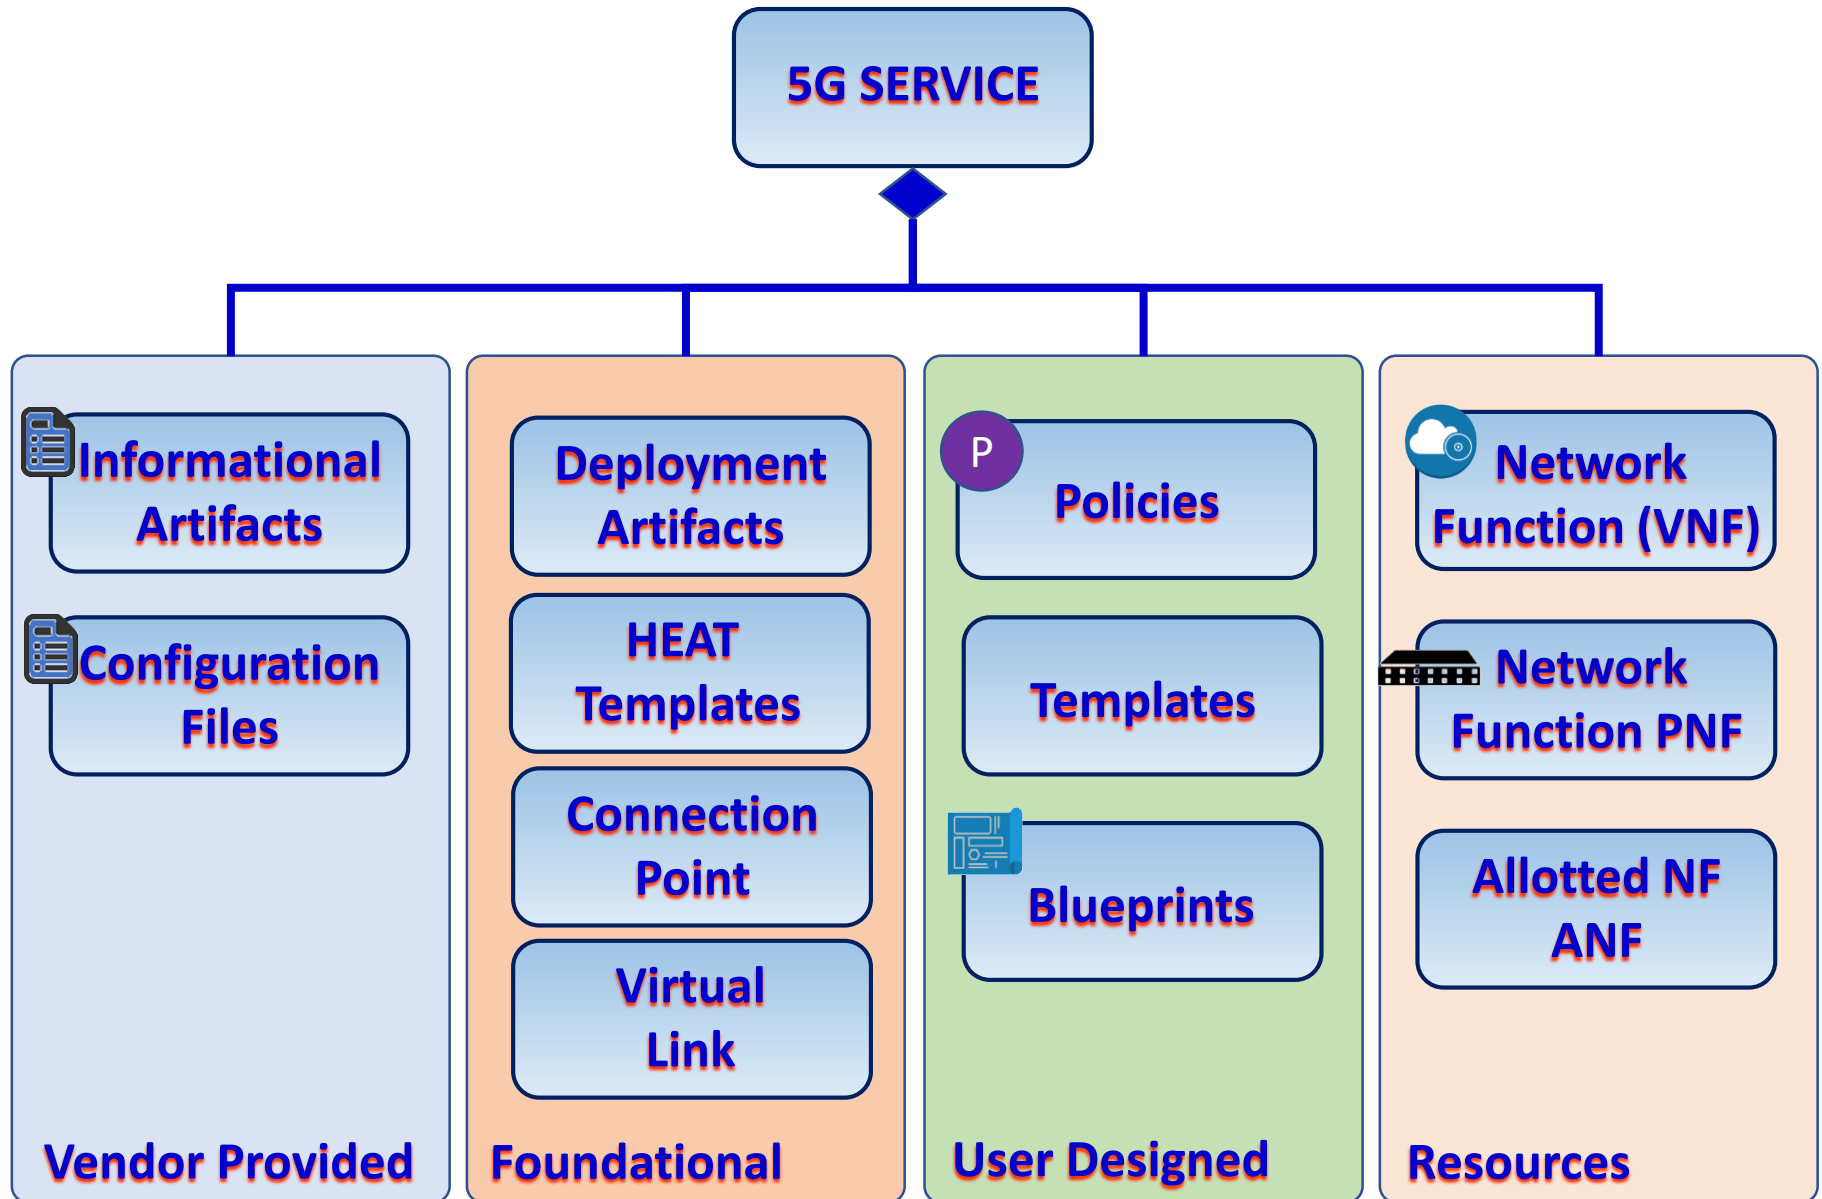 5G SERVICE
Informational
Artifacts
Configuration
Files
Vendor Provided
Deployment
Artifacts
HEAT
Templates
Connection
Point
Virtual
Link
Foundational
P
Policies
Templates
Blueprints
User Designed
Network
Function (VNF)
Network
Function PNF
Allotted NF
ANF
Resources